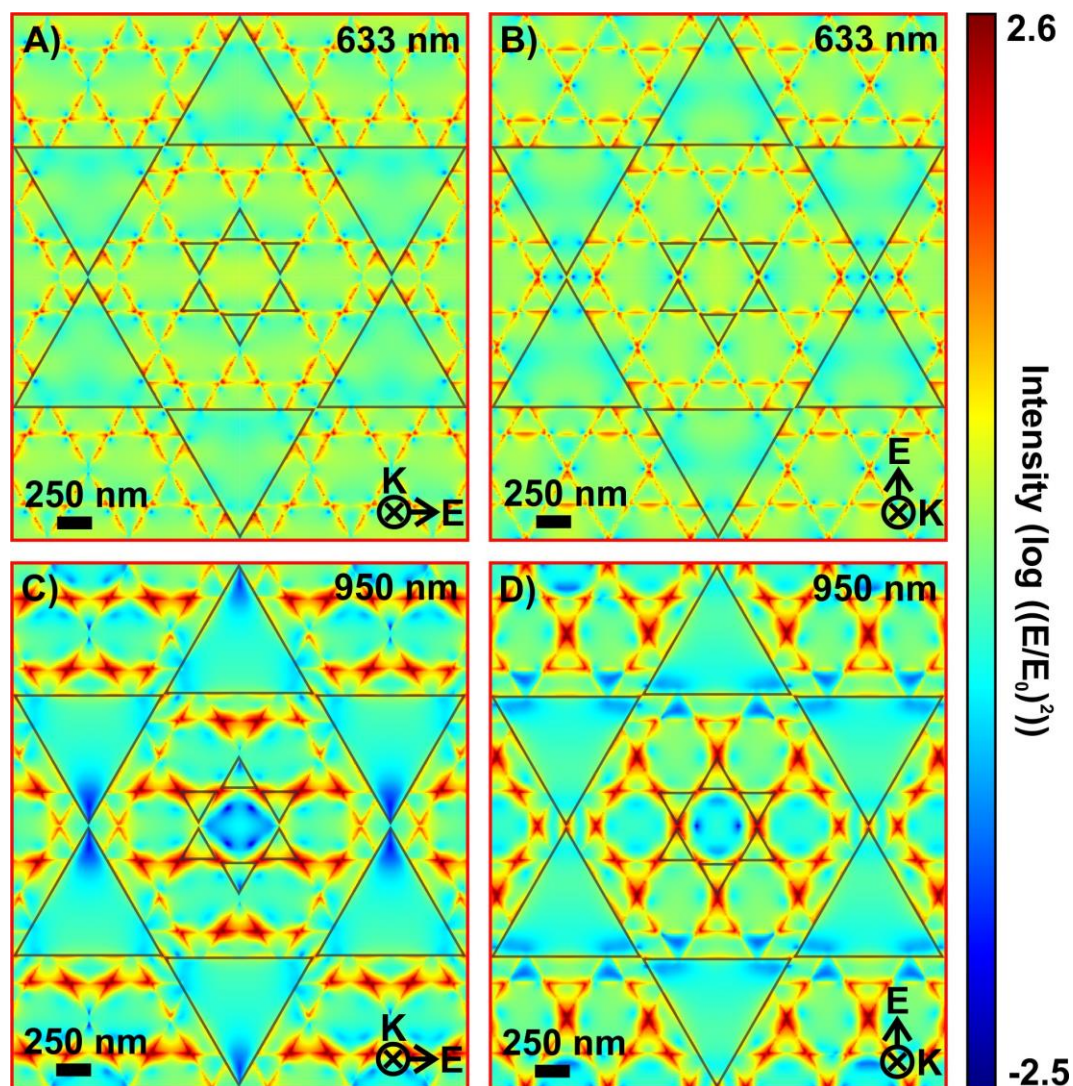 A) 633 nm
B) 633 nm
250 nm
K
E
250 nm
E
K
C) 950 nm
D) 950 nm
250 nm
K
E
250 nm
E
K
2.6
Intensity (log ((E/E₀)²))
-2.5